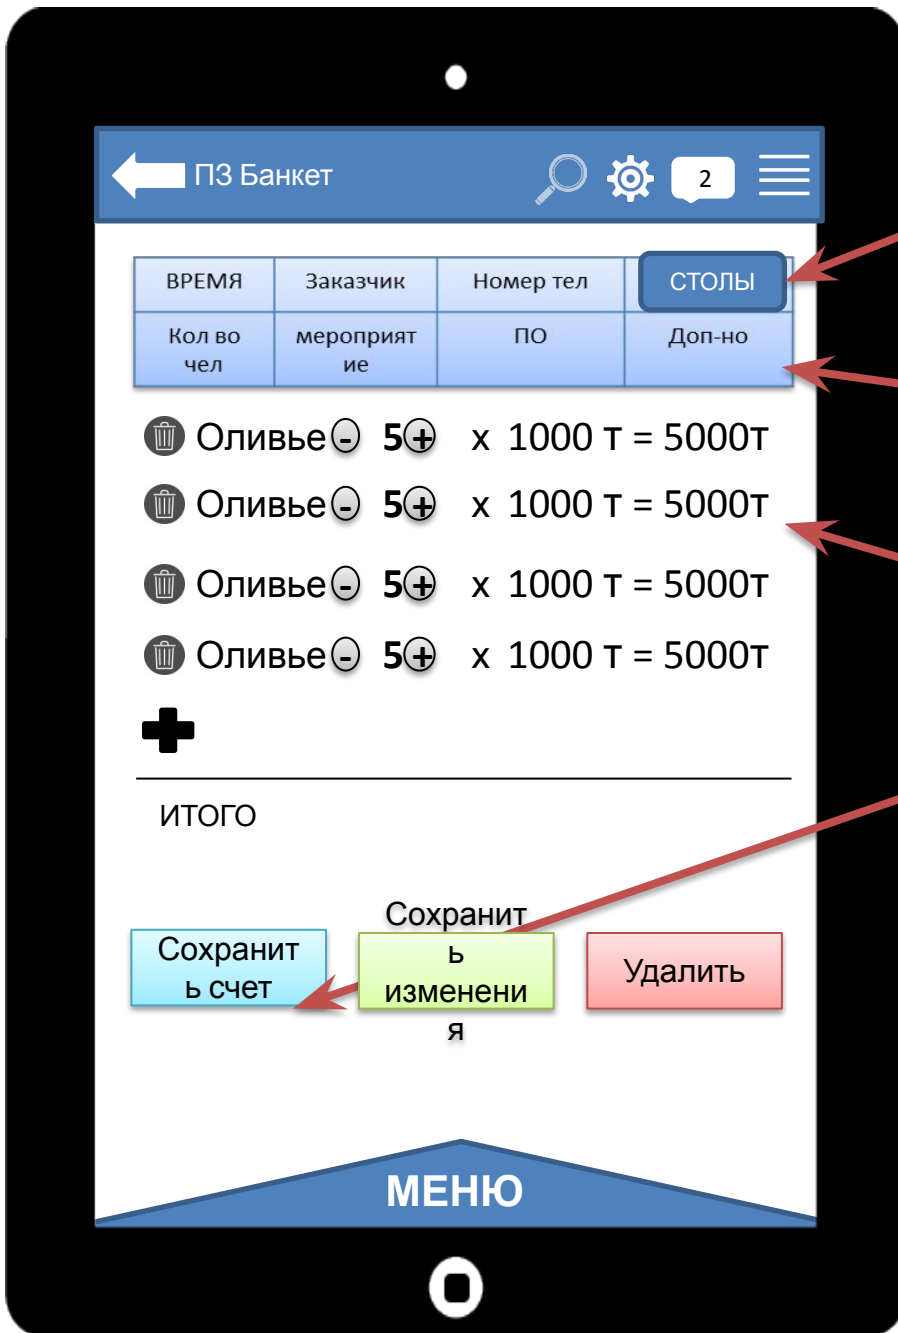 ПЗ Банкет
2
ВРЕМЯ Заказчик Номер тел СТОЛЫ
Кол во
чел
мероприят
ие
ПО
Доп-но
Оливье - 5 + х 1000 т = 5000т
Оливье - 5 + х 1000 т = 5000т
Оливье - 5 + х 1000 т = 5000т
Оливье - 5 + х 1000 т = 5000т
ИТОГО
Сохранит
ь счет
Сохранит
ь
изменени
я
Удалить
МЕНЮ